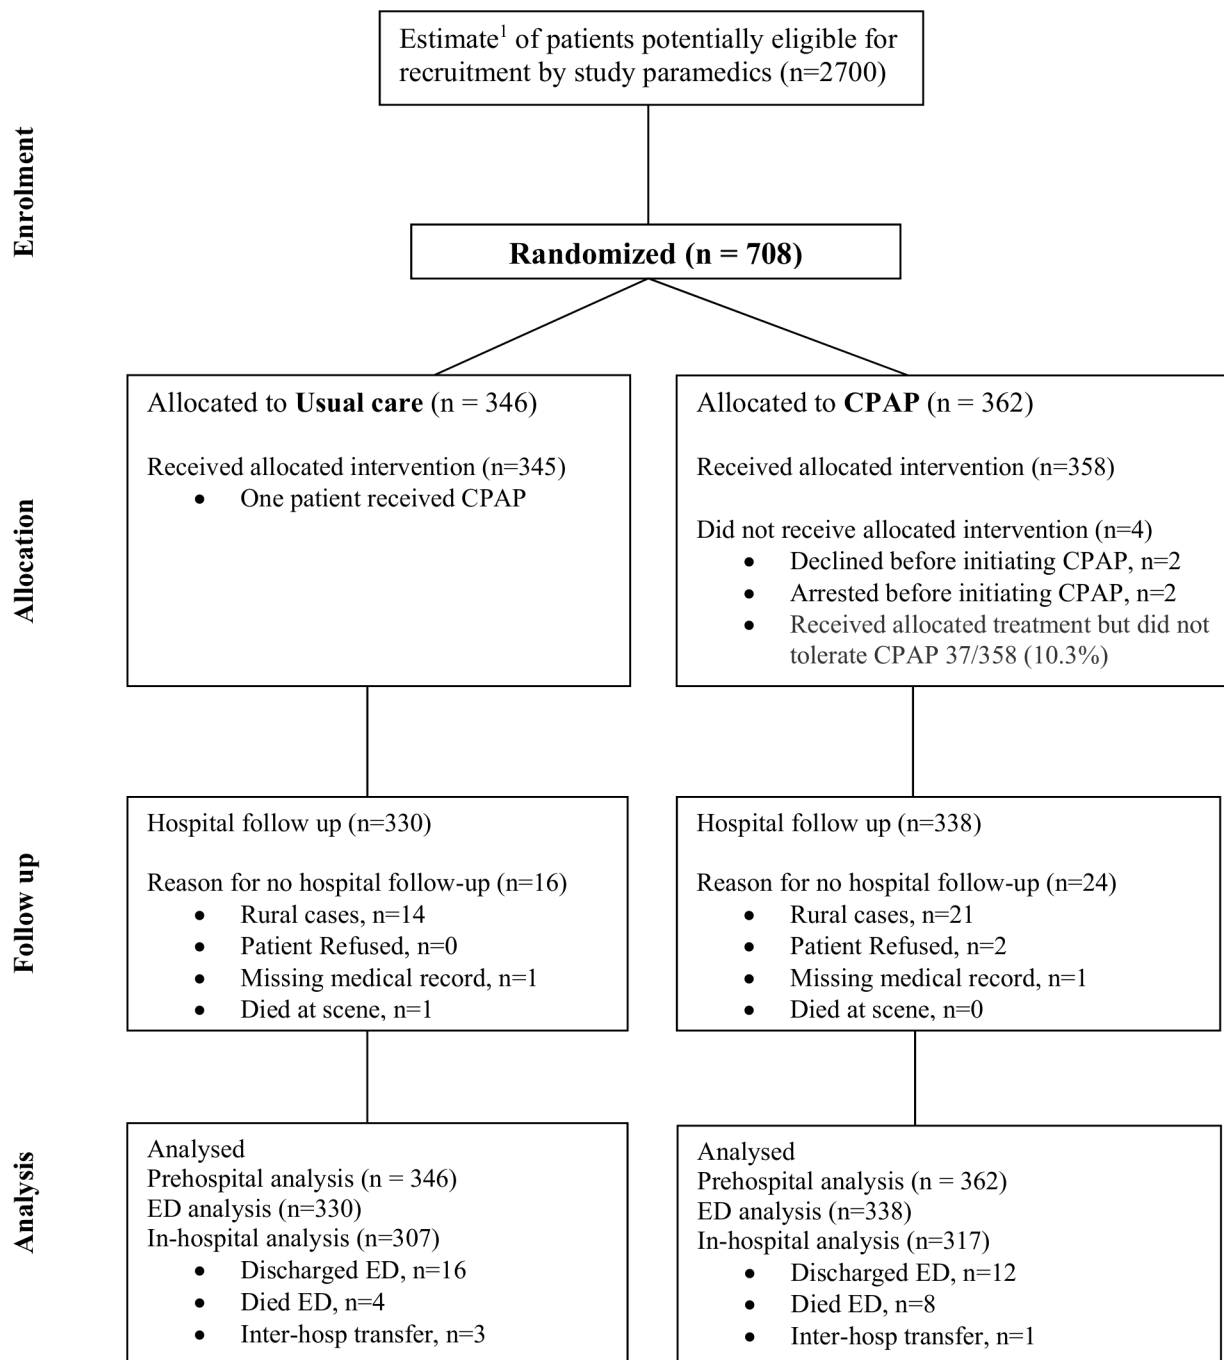 Estimate¹ of patients potentially eligible for
recruitment by study paramedics (n=2700)
Enrolment
Randomized (n = 708)
Allocation
Allocated to Usual care (n = 346)
Received allocated intervention (n=345)
• One patient received CPAP
Allocated to CPAP (n = 362)
Received allocated intervention (n=358)
Did not receive allocated intervention (n=4)
• Declined before initiating CPAP, n=2
• Arrested before initiating CPAP, n=2
• Received allocated treatment but did not
tolerate CPAP 37/358 (10.3%)
Follow up
Hospital follow up (n=330)
Reason for no hospital follow-up (n=16)
• Rural cases, n=14
• Patient Refused, n=0
• Missing medical record, n=1
• Died at scene, n=1
Hospital follow up (n=338)
Reason for no hospital follow-up (n=24)
• Rural cases, n=21
• Patient Refused, n=2
• Missing medical record, n=1
• Died at scene, n=0
Analysis
Analysed
Prehospital analysis (n = 346)
ED analysis (n=330)
In-hospital analysis (n=307)
• Discharged ED, n=16
• Died ED, n=4
• Inter-hosp transfer, n=3
Analysed
Prehospital analysis (n = 362)
ED analysis (n=338)
In-hospital analysis (n=317)
• Discharged ED, n=12
• Died ED, n=8
• Inter-hosp transfer, n=1